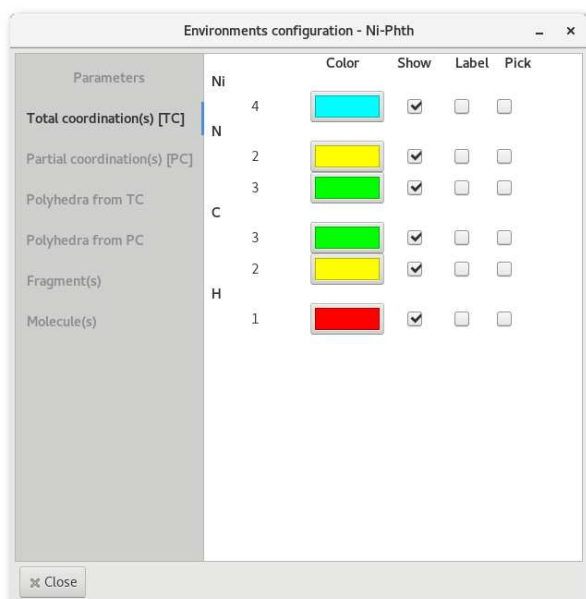 Environments configuration - Ni-Phth
Parameters
Total coordination(s) [TC]
Partial coordination(s) [PC]
Polyhedra from TC
Polyhedra from PC
Fragment(s)
Molecule(s)
Color Show Label Pick
Ni
4
N
2
3
C
3
2
H
1
Close